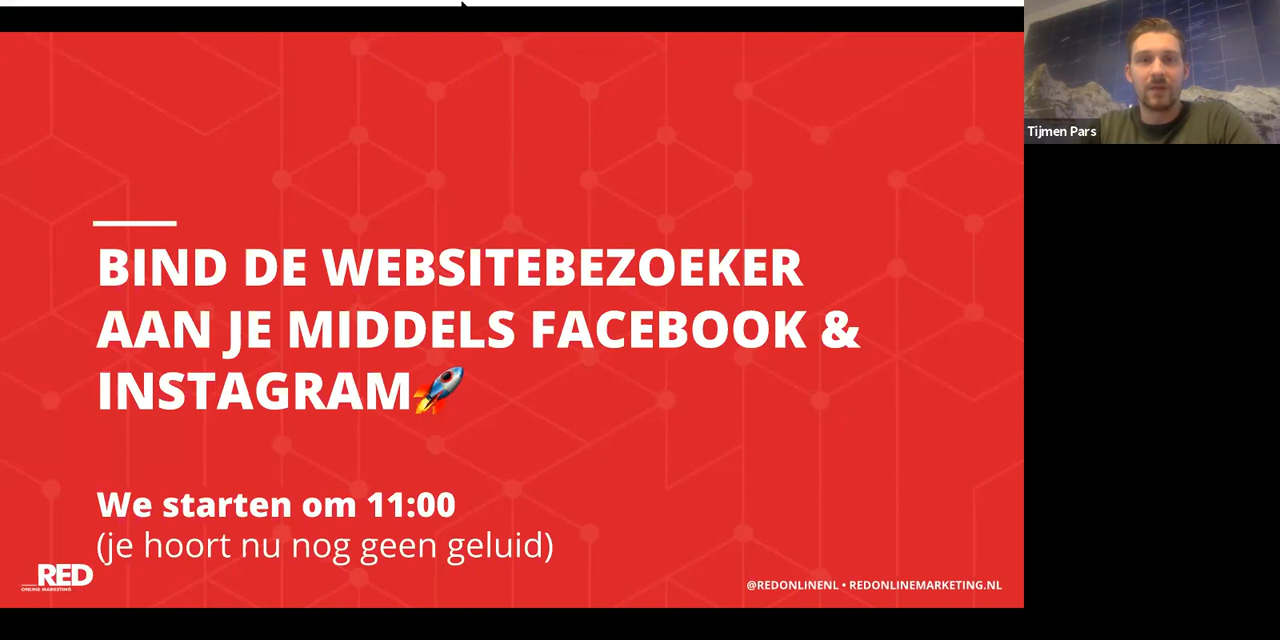 BIND DE WEBSITEBEZOEKER
AAN JE MIDDELS FACEBOOK &
INSTAGRAM🚀
We starten om 11:00
(je hoort nu nog geen geluid)
RED
ONLINE MARKETING
@REDONLINENL • REDONLINEMARKETING.NL
Tijmen Pars